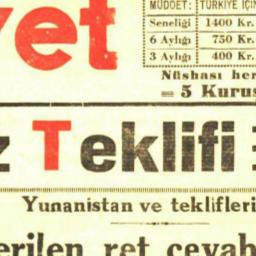 yet
MÜDDET: TÜRKİYE İÇİN
Seneliği 1400 Kr.
6 Aylığı 750 Kr.
3 Aylığı 400 Kr.
Nüshası her
5 Kuruş
z Teklifi
Yunanistan ve teklifleri
erilen ret cevab